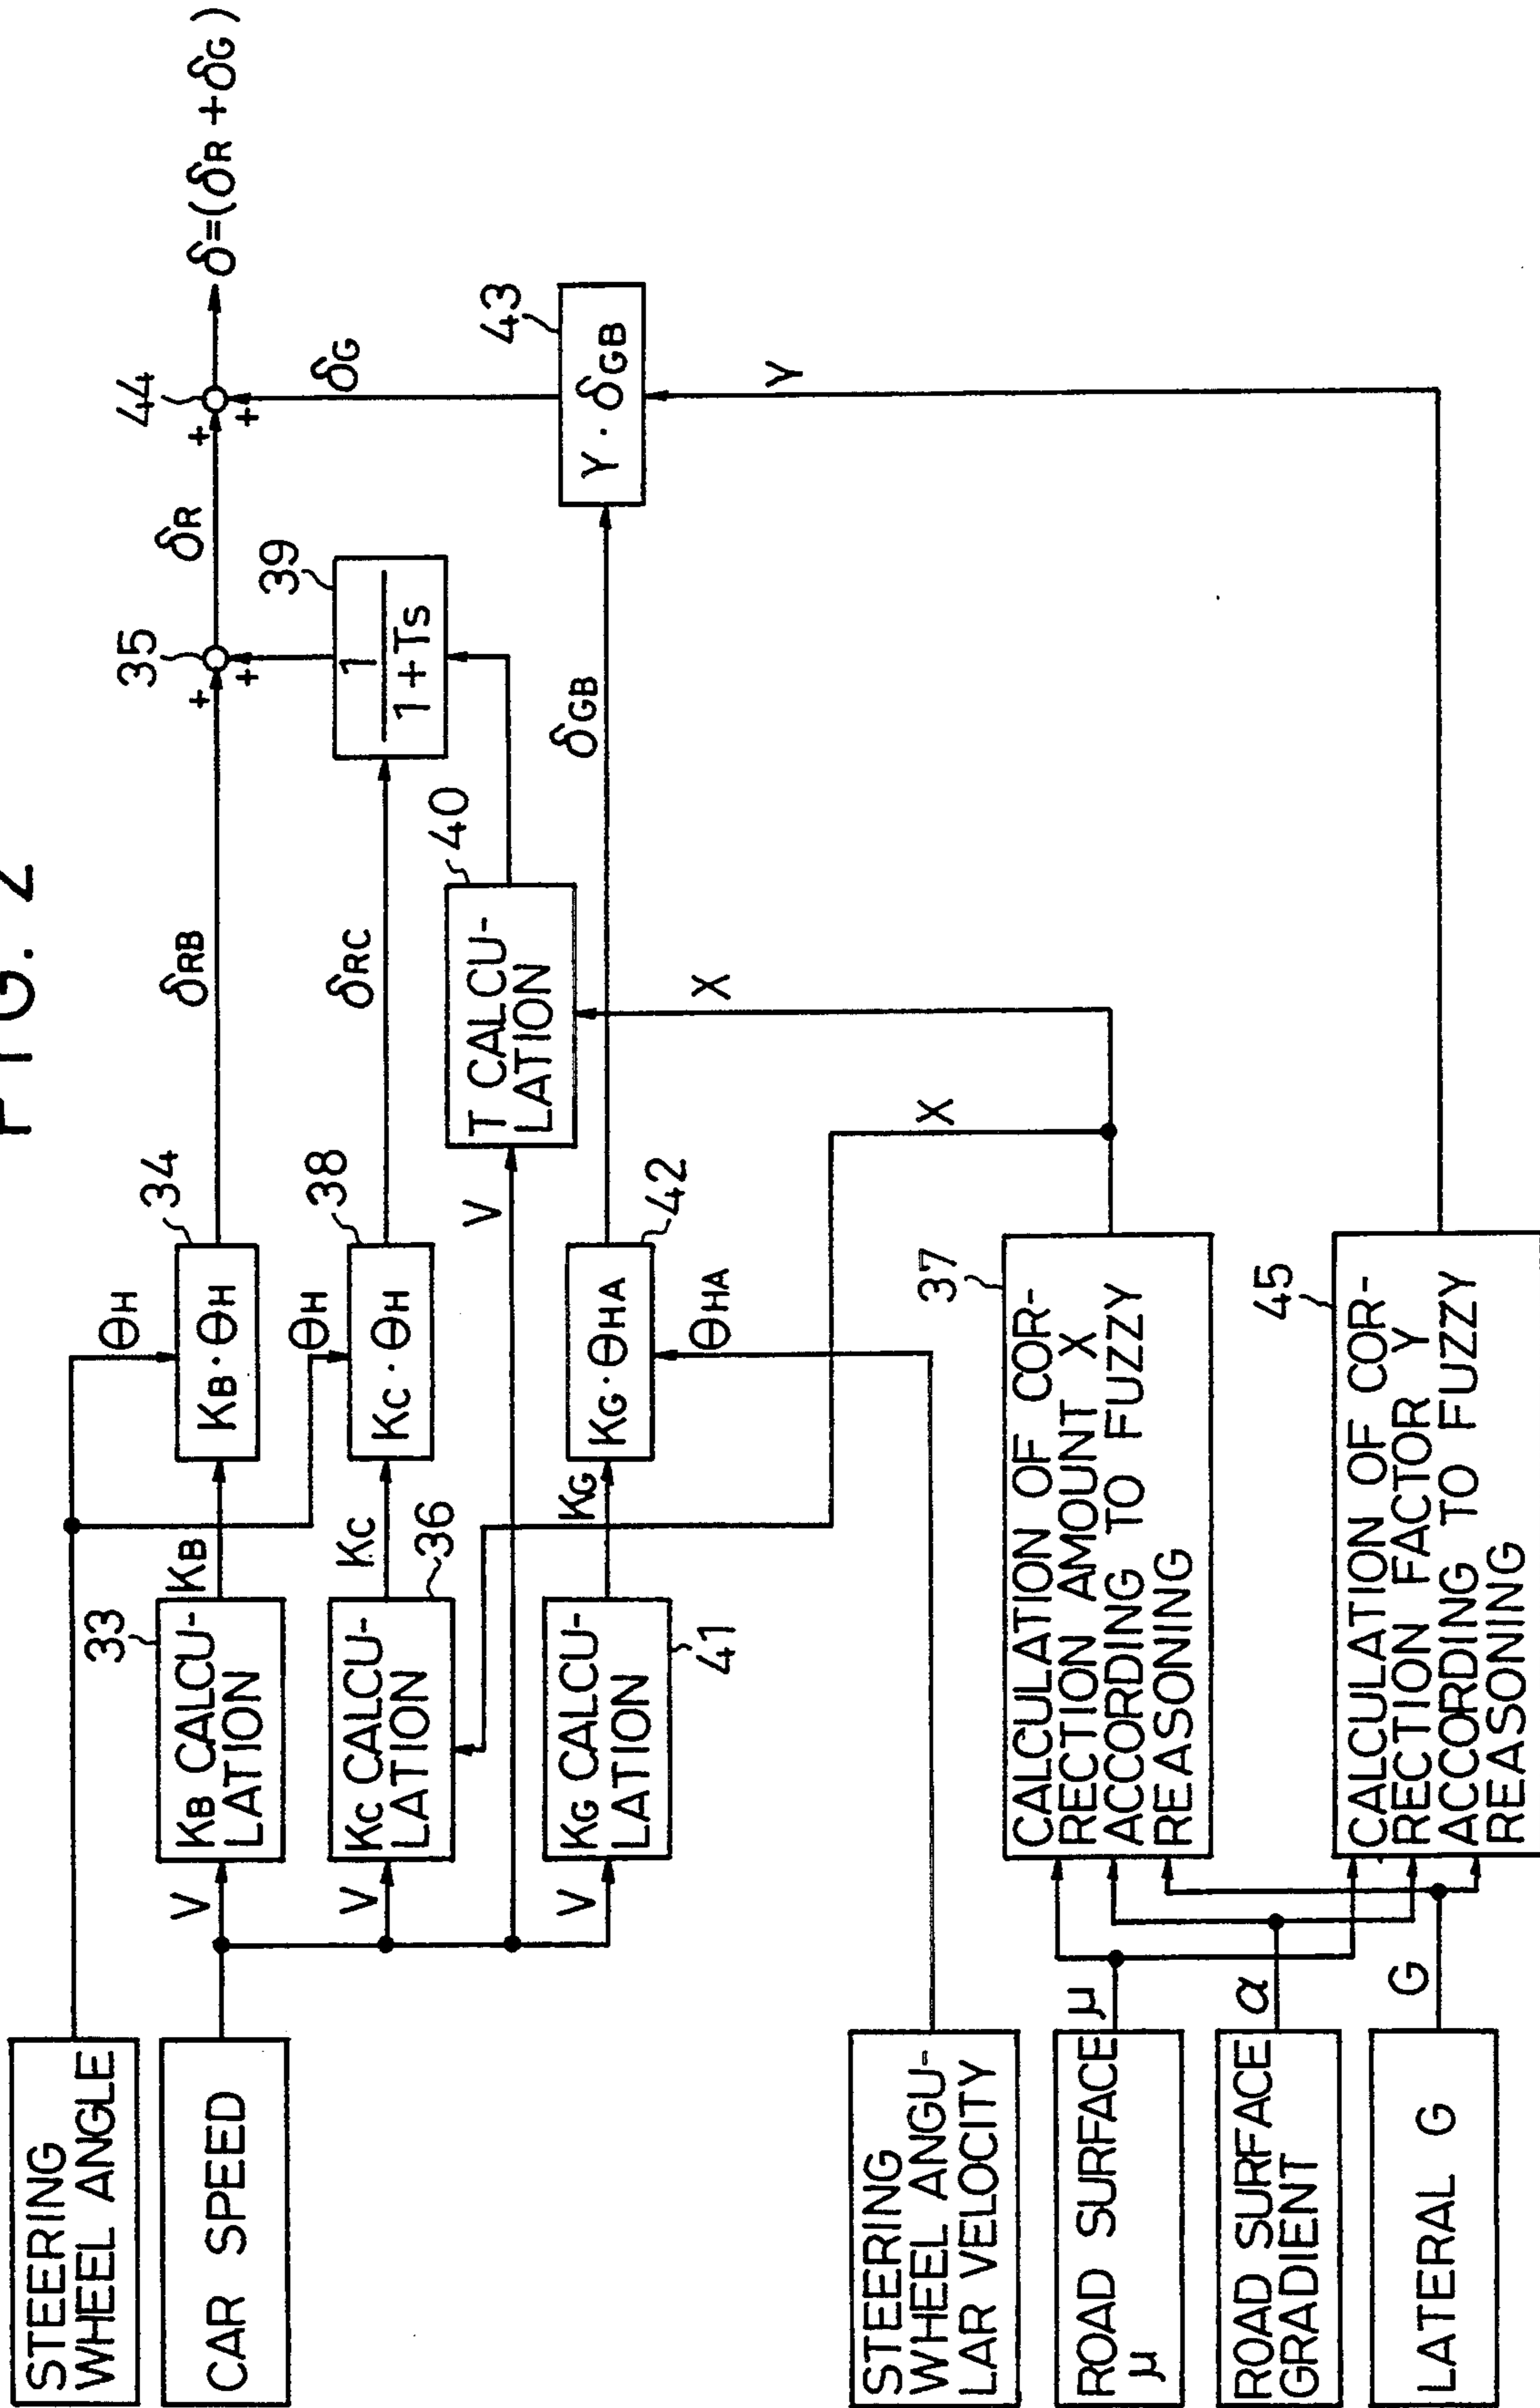 FIG. 2
STEERING
WHEEL ANGLE
CAR SPEED
STEERING
WHEEL ANGU-
LAR VELOCITY
ROAD SURFACE
μ
ROAD SURFACE
GRADIENT
LATERAL G
V
V
V
μ
α
G
33
KB CALCU-
LATION
KC CALCU-
LATION
36
KG CALCU-
LATION
41
KB
KC
KG
θH
34
KB·θH
θH
38
KC·θH
42
KG·θHA
θHA
V
37
CALCULATION OF COR-
RECTION AMOUNT X
ACCORDING TO FUZZY
REASONING
45
CALCULATION OF COR-
RECTION FACTOR Y
ACCORDING TO FUZZY
REASONING
X
X
40
T CALCU-
LATION
δRB
δRC
δGB
35
+
+
39
1
1+Ts
δR
43
Y·δGB
Y
δG
44
+
+
δ=(δR+δG)